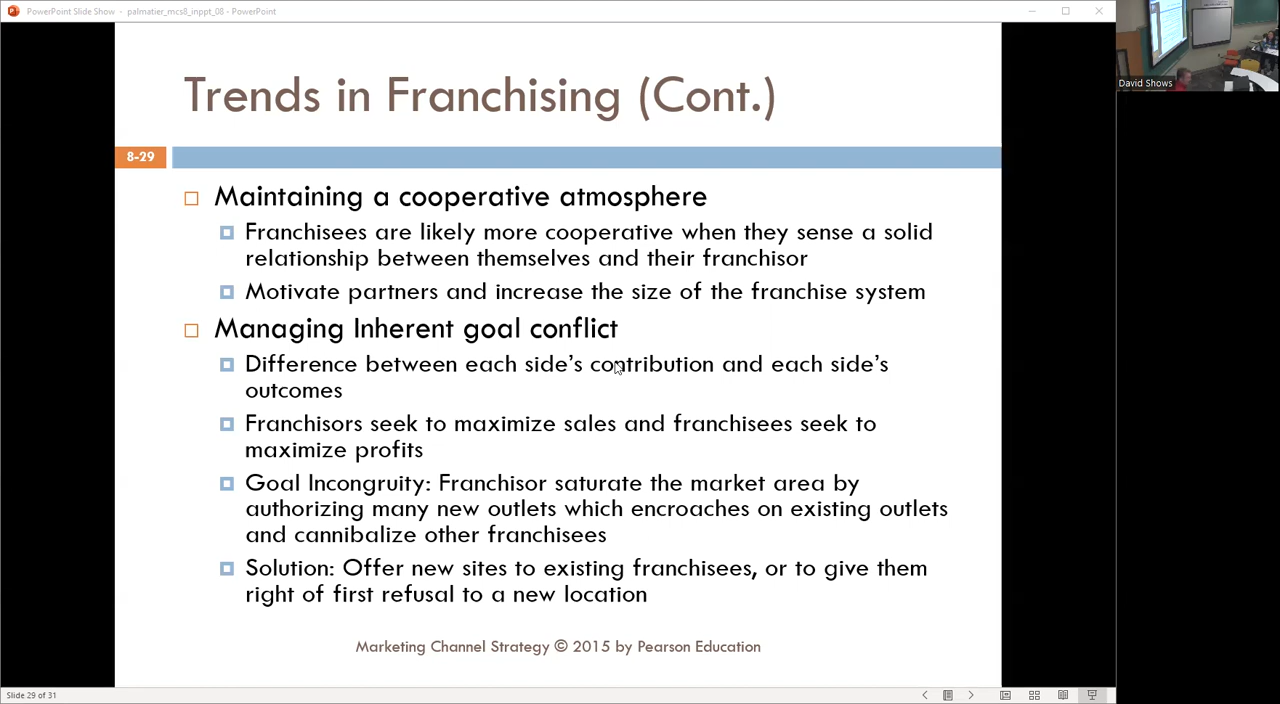 PowerPoint Slide Show - palmatier_mcs8_inppt_08 - PowerPoint
David Shows
Trends in Franchising (Cont.)
8-29
Maintaining a cooperative atmosphere
Franchisees are likely more cooperative when they sense a solid
relationship between themselves and their franchisor
Motivate partners and increase the size of the franchise system
Managing Inherent goal conflict
Difference between each side's contribution and each side's
outcomes
Franchisors seek to maximize sales and franchisees seek to
maximize profits
Goal Incongruity: Franchisor saturate the market area by
authorizing many new outlets which encroaches on existing outlets
and cannibalize other franchisees
Solution: Offer new sites to existing franchisees, or to give them
right of first refusal to a new location
Marketing Channel Strategy © 2015 by Pearson Education
Slide 29 of 31